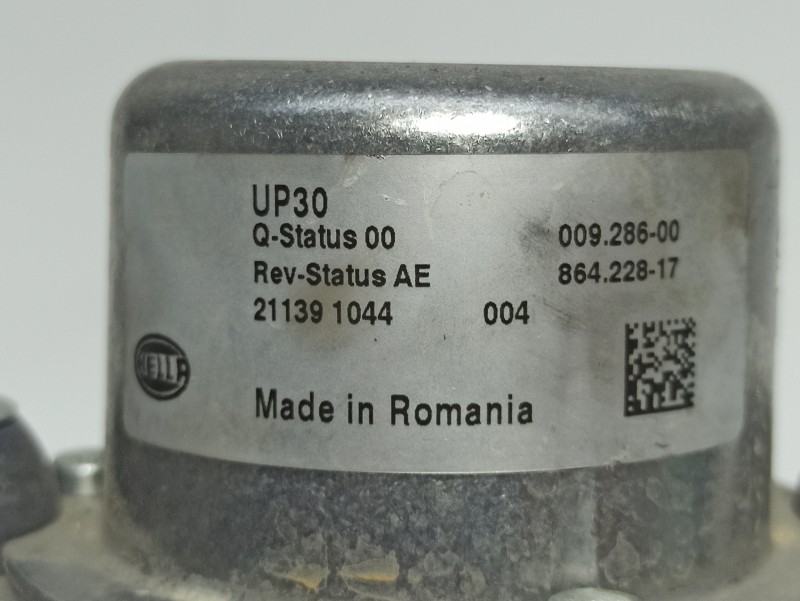 UP30
Q-Status 00 009.286-00
Rev-Status AE 864.228-17
21139 1044 004
HELLA
Made in Romania